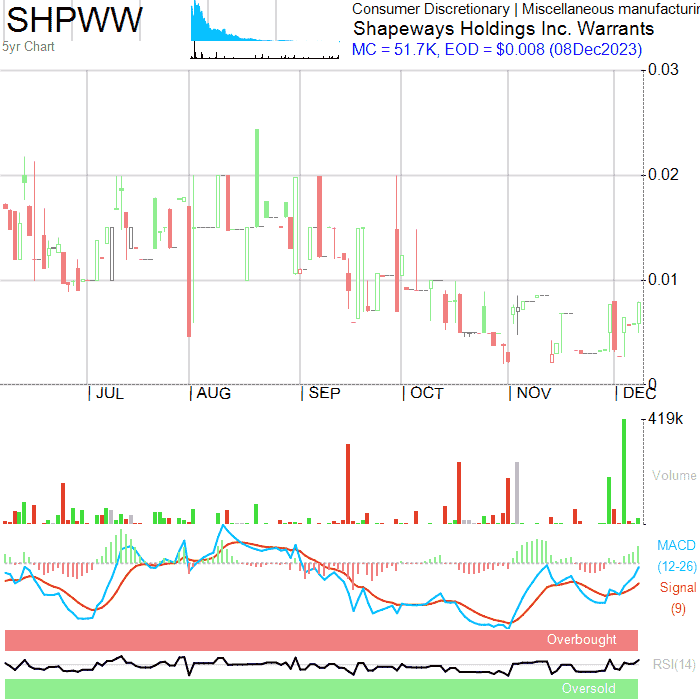 SHPWW
5yr Chart
Consumer Discretionary | Miscellaneous manufacturin
Shapeways Holdings Inc. Warrants
MC = 51.7K, EOD = $0.008 (08Dec2023)
0.03
0.02
0.01
0
| JUL | AUG | SEP | OCT | NOV | DEC
419k
Volume
MACD
(12-26)
Signal
(9)
Overbought
RSI(14)
Oversold